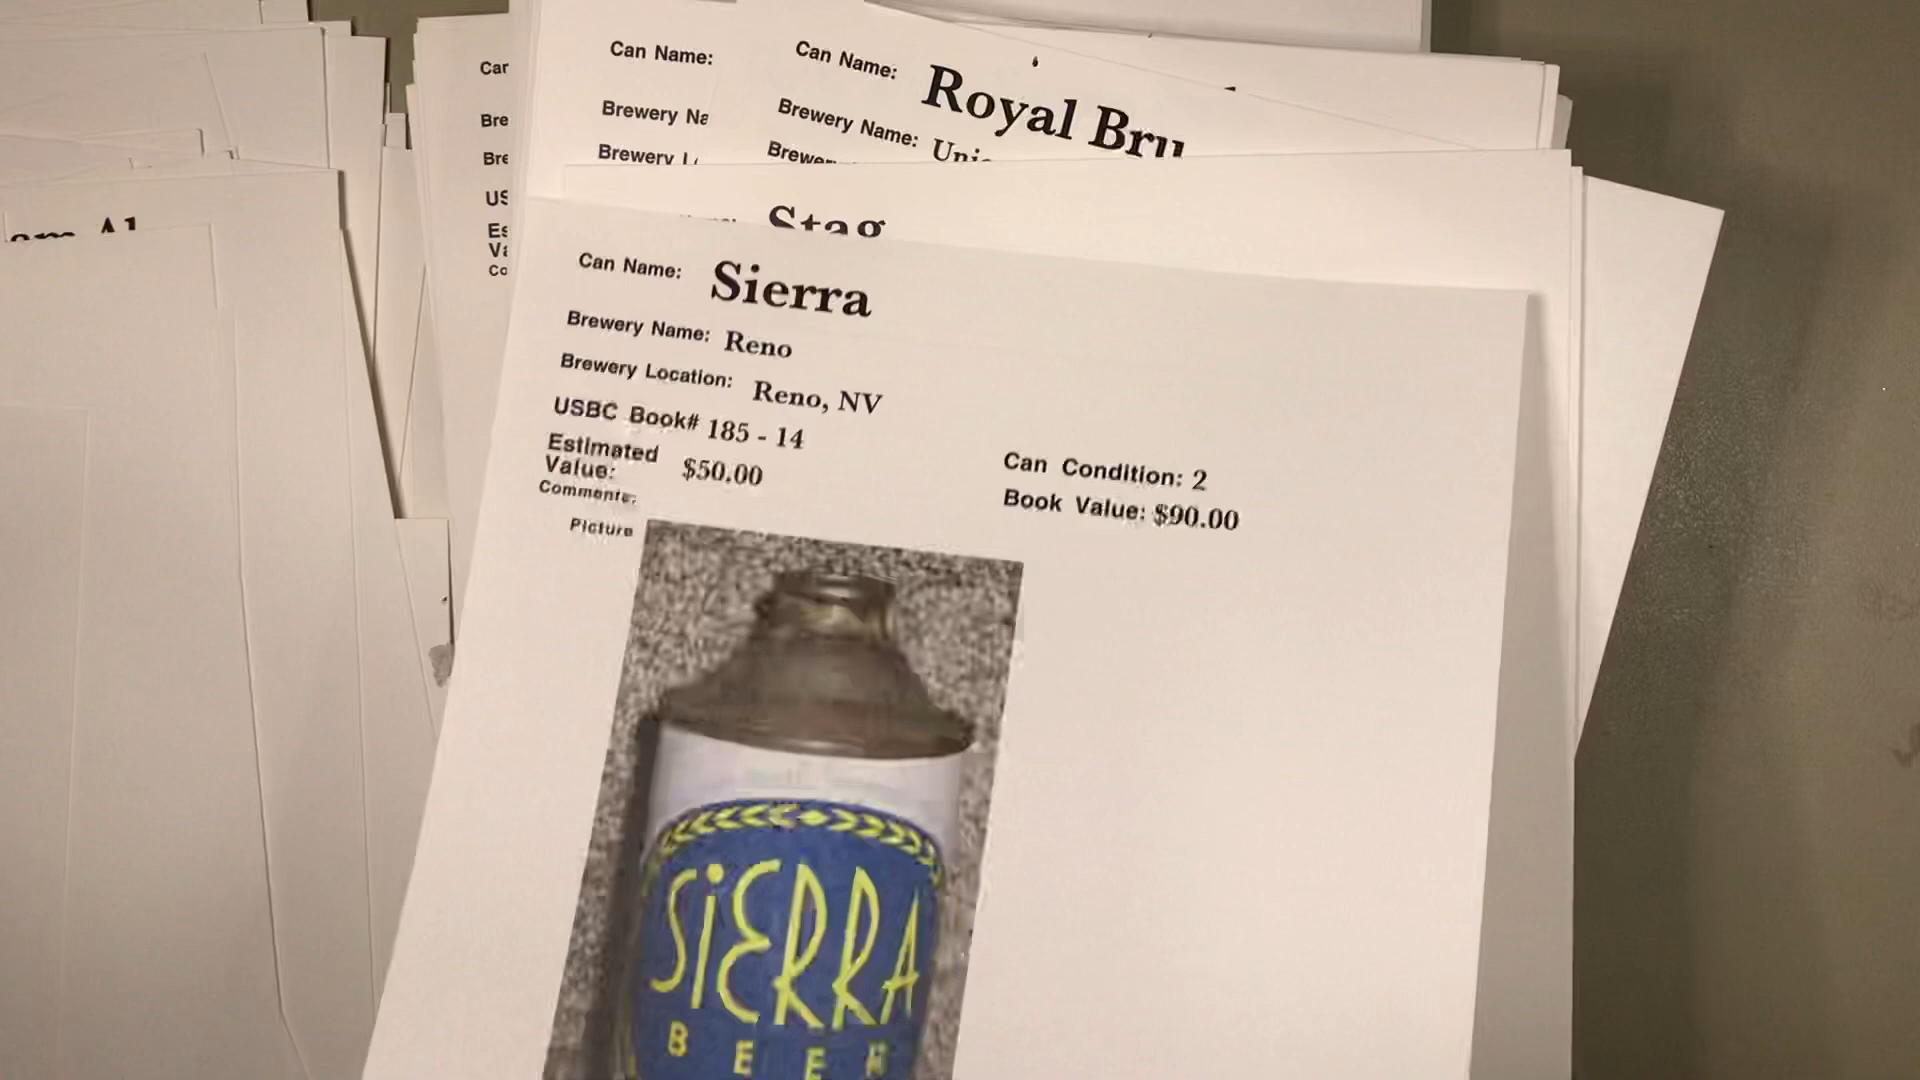 Can Name:
Brewery Na
Can Name: Royal Bru
Brewery Name:
Stag
Can Name: Sierra
Brewery Name: Reno
Brewery Location: Reno, NV
USBC Book# 185 - 14
Estimated Value: $50.00
Can Condition: 2
Book Value: $90.00
Comments:
Picture
SiERRA
BEER